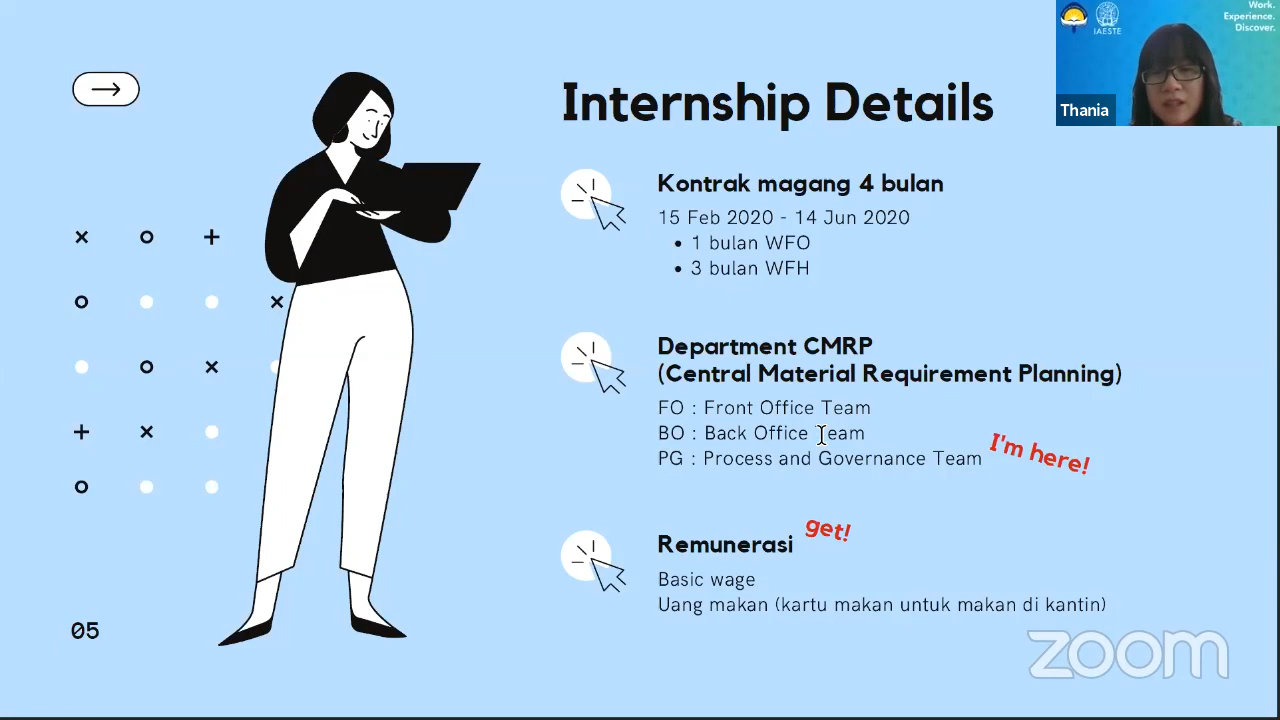 Work.
Experience.
Discover.
IAESTE
Thania
Internship Details
Kontrak magang 4 bulan
15 Feb 2020 - 14 Jun 2020
• 1 bulan WFO
• 3 bulan WFH
Department CMRP
(Central Material Requirement Planning)
FO : Front Office Team
BO : Back Office Team
PG : Process and Governance Team
I'm here!
Remunerasi get!
Basic wage
Uang makan (kartu makan untuk makan di kantin)
05
zoom